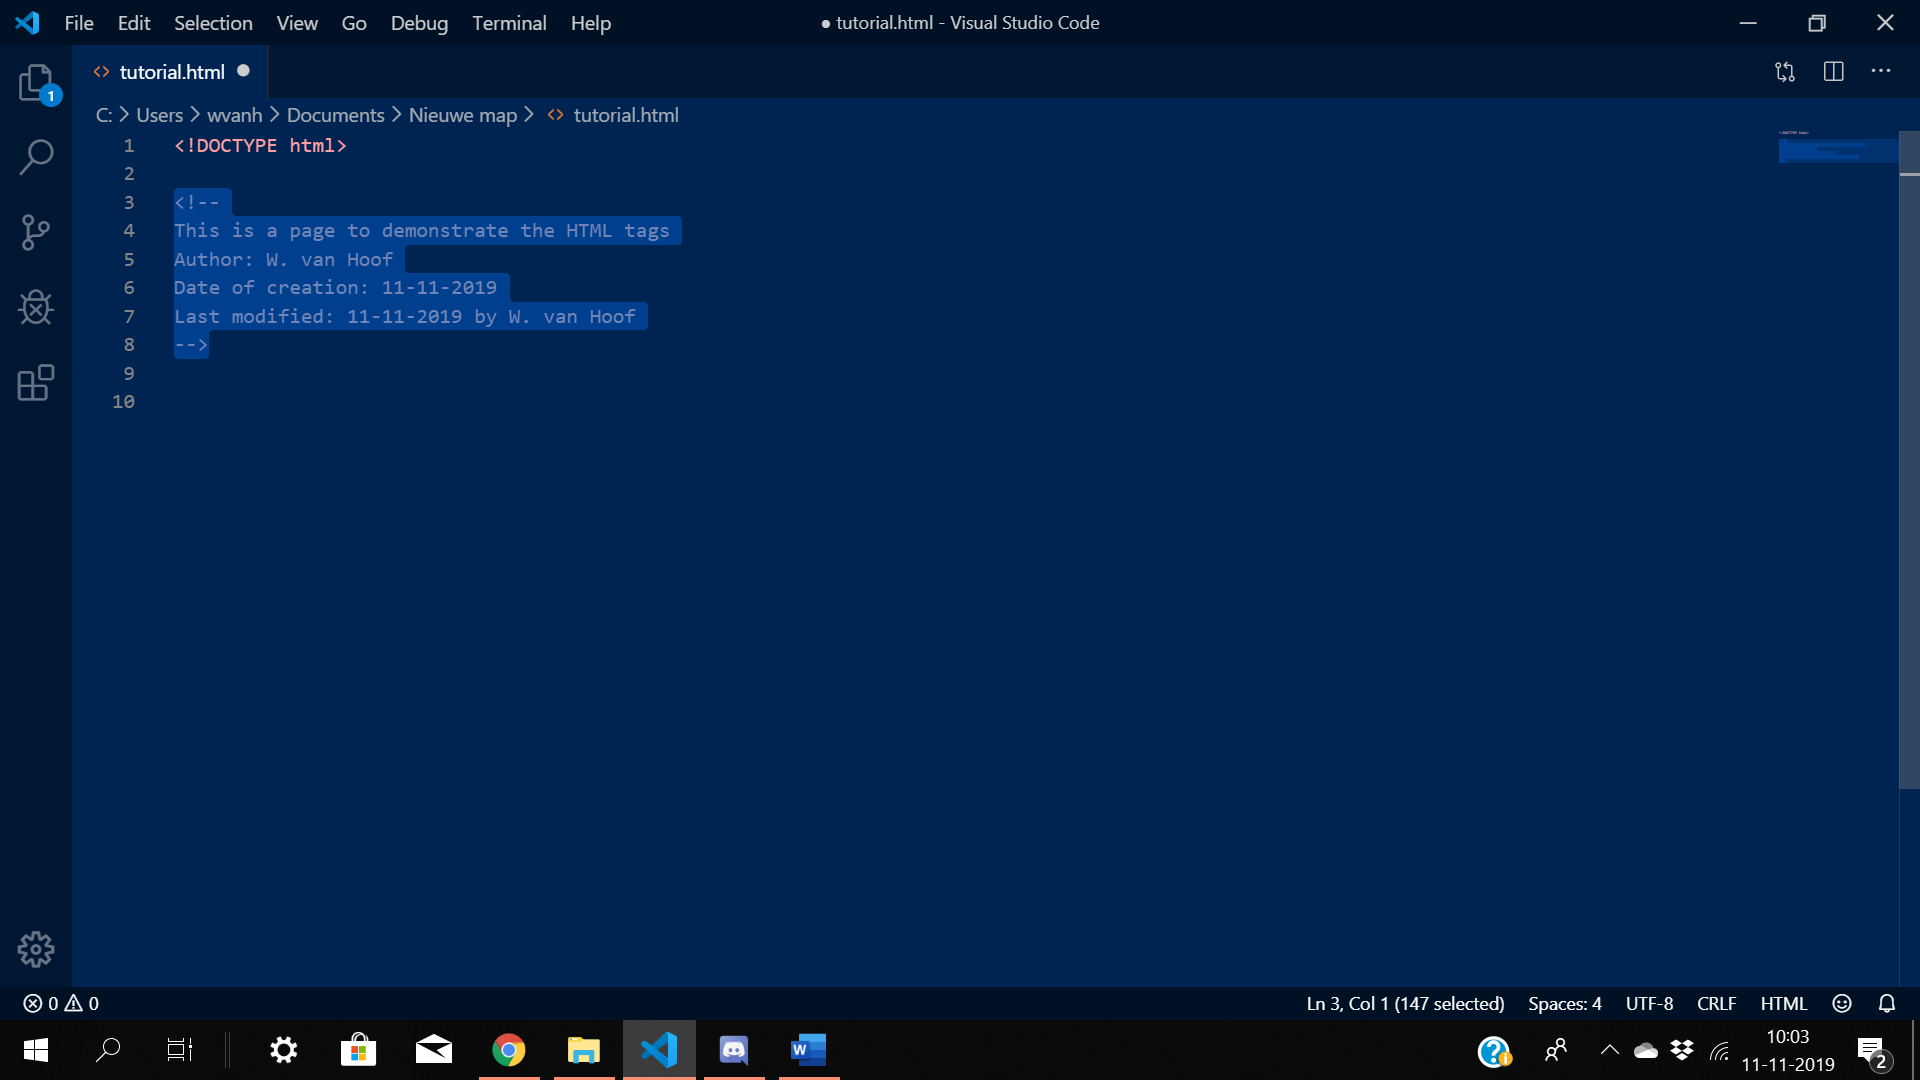 File Edit Selection View Go Debug Terminal Help ● tutorial.html - Visual Studio Code
<> tutorial.html ●
1
C: > Users > wvanh > Documents > Nieuwe map > <> tutorial.html
1 <!DOCTYPE html>
2
3 <!--
4 This is a page to demonstrate the HTML tags
5 Author: W. van Hoof
6 Date of creation: 11-11-2019
7 Last modified: 11-11-2019 by W. van Hoof
8 -->
9
10
0 0 Ln 3, Col 1 (147 selected) Spaces: 4 UTF-8 CRLF HTML
10:03
11-11-2019
2